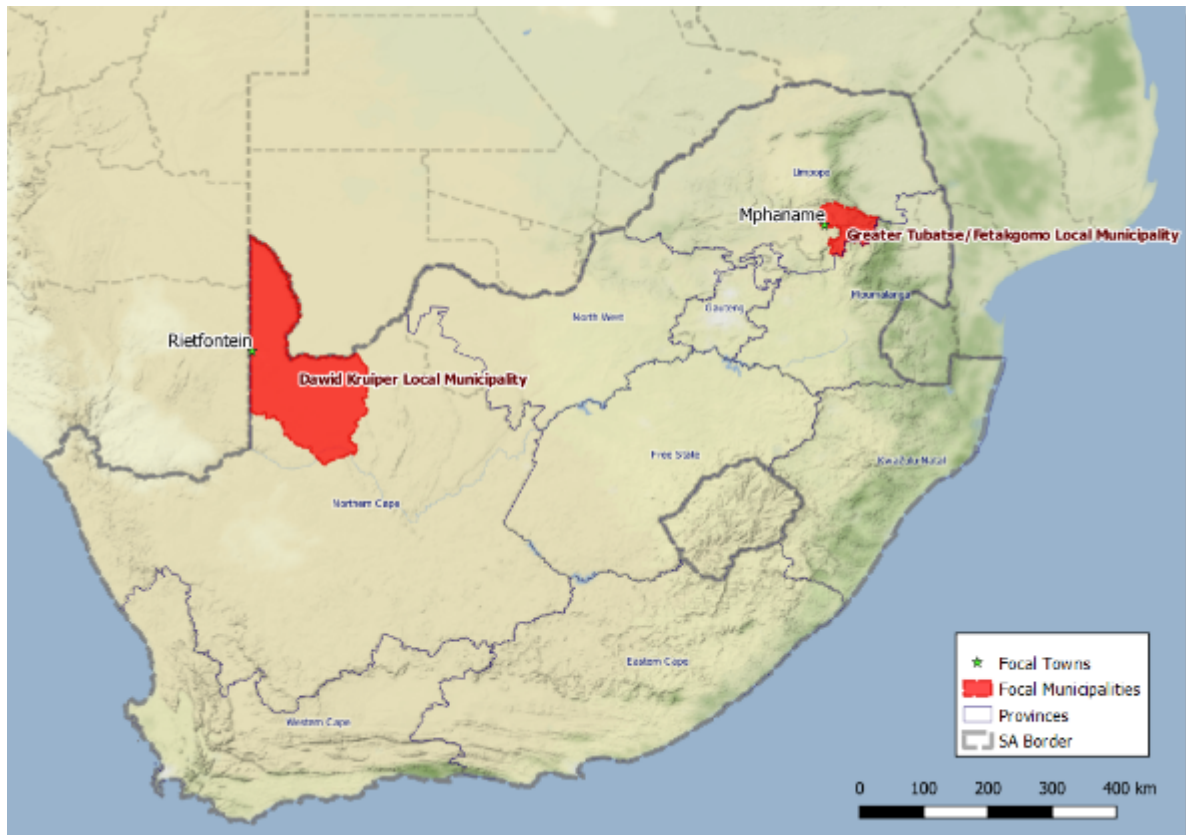 Limpopo
Mphaname
Greater Tubatse/Fetakgomo Local Municipality
Mpumalanga
Gauteng
North West
Rietfontein
Dawid Kruiper Local Municipality
Free State
KwaZulu Natal
Northern Cape
Eastern Cape
Western Cape
Focal Towns
Focal Municipalities
Provinces
SA Border
0 100 200 300 400 km